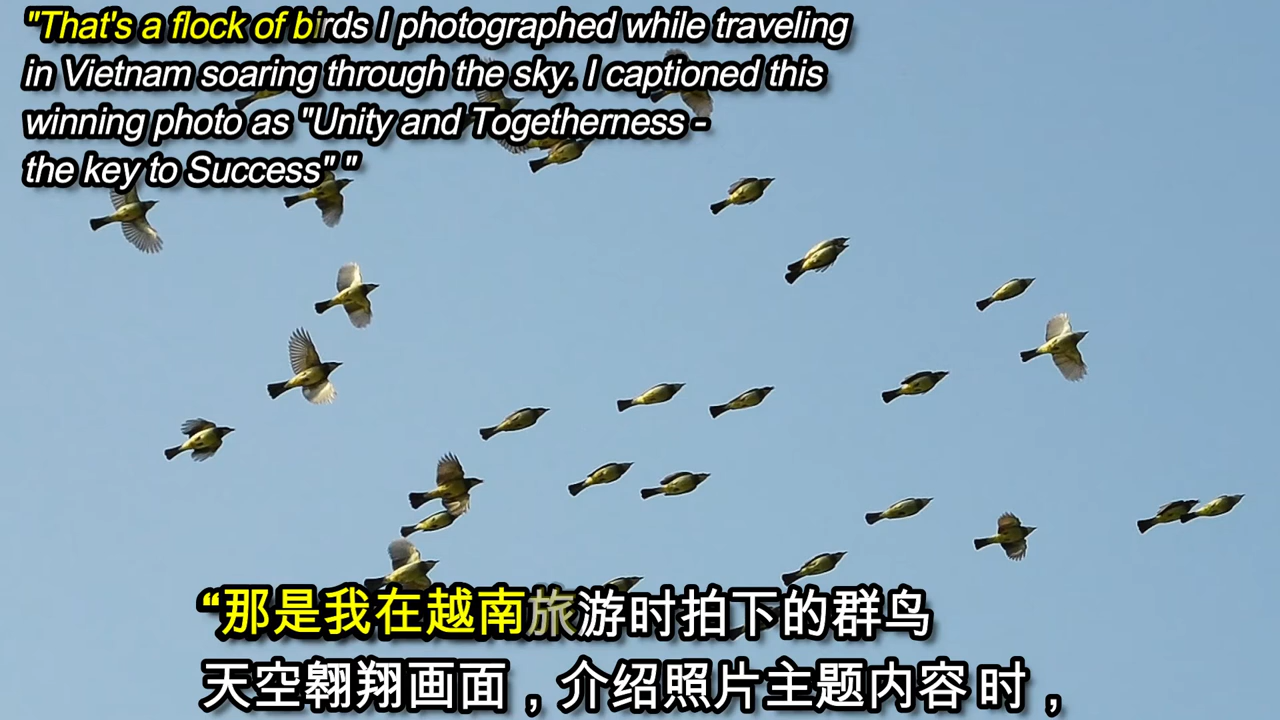 "That's a flock of birds I photographed while traveling
in Vietnam soaring through the sky. I captioned this
winning photo as "Unity and Togetherness -
the key to Success" "
“那是我在越南旅游时拍下的群鸟
天空翱翔画面，介绍照片主题内容时，